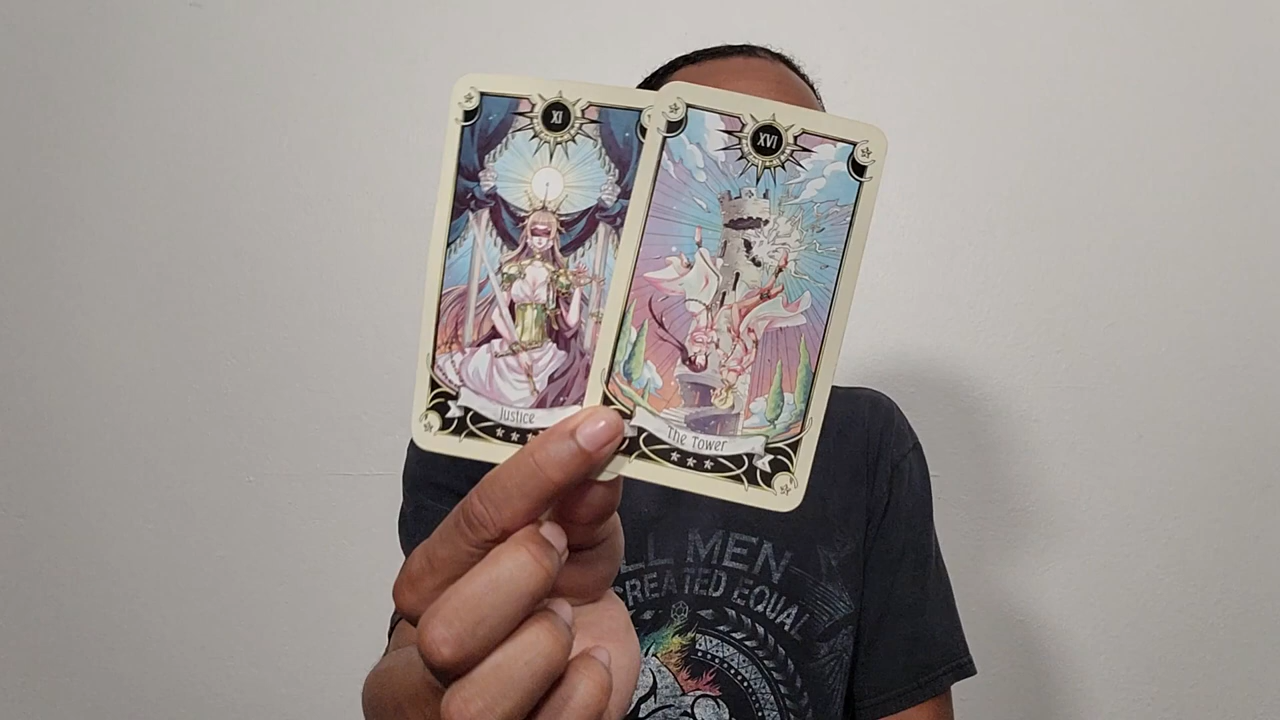 XI
Justice
XVI
The Tower
LL MEN
CREATED EQUAL